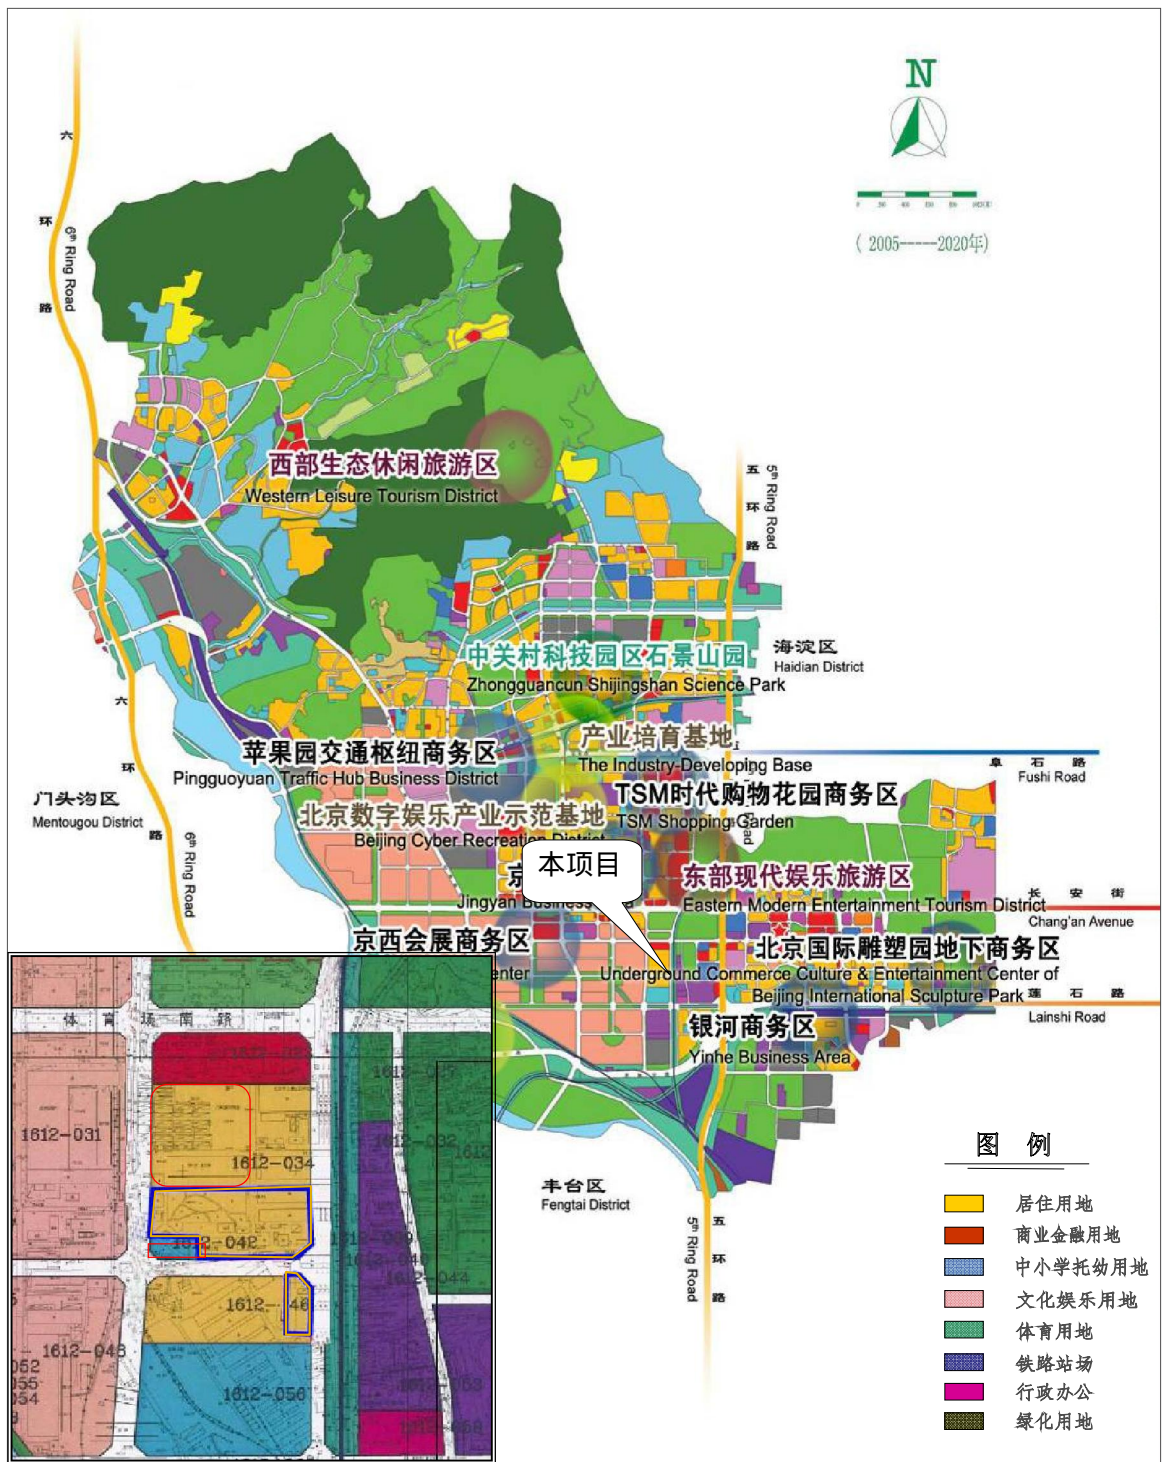 N
(2005-----2020年)
六
环
路
6th Ring Road
五
环
路
5th Ring Road
西部生态休闲旅游区
Western Leisure Tourism District
中关村科技园区石景山园
Zhongguancun Shijingshan Science Park
海淀区
Haidian District
六
环
路
6th Ring Road
苹果园交通枢纽商务区
Pingguoyuan Traffic Hub Business District
产业培育基地
The Industry-Developing Base
阜石路
Fushi Road
门头沟区
Mentougou District
TSM时代购物花园商务区
TSM Shopping Garden
北京数字娱乐产业示范基地
Beijing Cyber Recreation District
本项目
京
Jingyan Business
东部现代娱乐旅游区
Eastern Modern Entertainment Tourism District
长安街
Chang'an Avenue
京西会展商务区
enter
北京国际雕塑园地下商务区
Underground Commerce Culture & Entertainment Center of
Beijing International Sculpture Park
莲石路
Lainshi Road
银河商务区
Yinhe Business Area
丰台区
Fengtai District
五
环
路
5th Ring Road
体育场南路
1612-031
1612-034
1612-032
1612-042
1612-044
1612-043
1612-056
052
055
054
图例
居住用地
商业金融用地
中小学托幼用地
文化娱乐用地
体育用地
铁路站场
行政办公
绿化用地